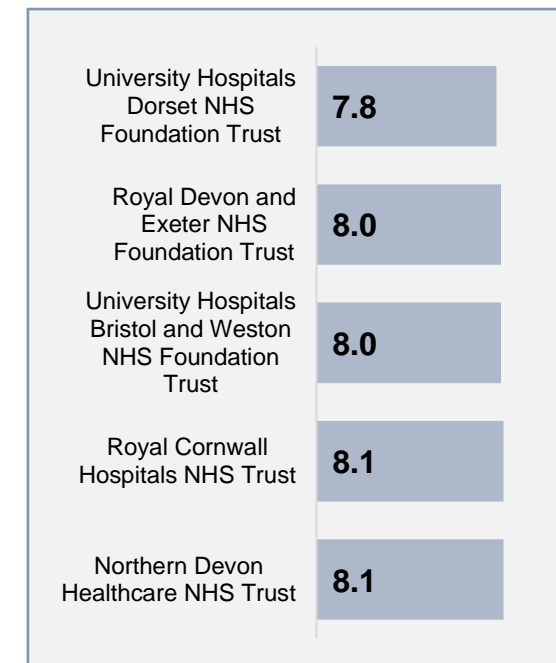 University Hospitals
Dorset NHS
Foundation Trust
7.8
Royal Devon and
Exeter NHS
Foundation Trust
8.0
University Hospitals
Bristol and Weston
NHS Foundation
Trust
8.0
Royal Cornwall
Hospitals NHS Trust
8.1
Northern Devon
Healthcare NHS Trust
8.1